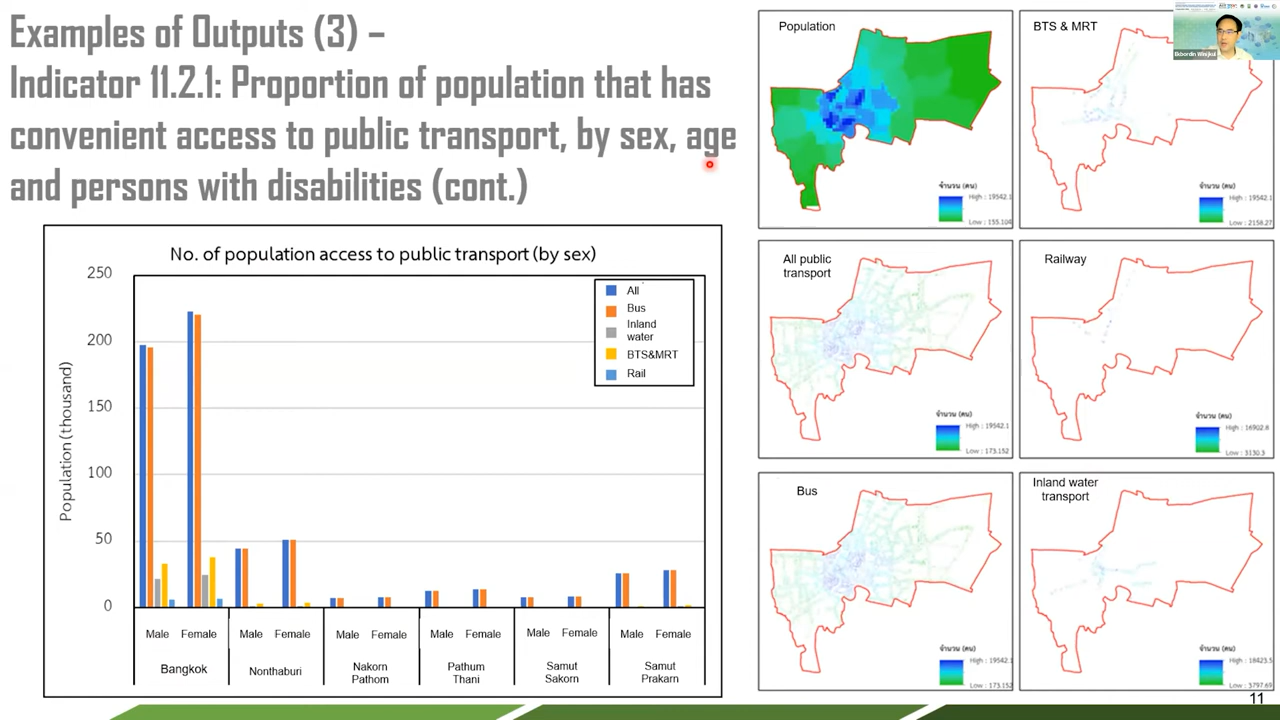 Examples of Outputs (3) –
Indicator 11.2.1: Proportion of population that has
convenient access to public transport, by sex, age
and persons with disabilities (cont.)
No. of population access to public transport (by sex)
250
200
150
100
50
0
Population (thousand)
All
Bus
Inland
water
BTS&MRT
Rail
Male Female Male Female Male Female Male Female Male Female Male Female
Bangkok
Nonthaburi
Nakorn
Pathom
Pathum
Thani
Samut
Sakorn
Samut
Prakarn
Population
จำนวน (คน)
High : 19542.1
Low : 155.104
BTS & MRT
Ekbordin Winijkul
จำนวน (คน)
High : 19542.1
Low : 2158.27
All public
transport
จำนวน (คน)
High : 19542.1
Low : 173.152
Railway
จำนวน (คน)
High : 16902.8
Low : 3130.3
Bus
จำนวน (คน)
High : 19542.1
Low : 173.152
Inland water
transport
จำนวน (คน)
High : 18423.5
Low : 3797.69
11